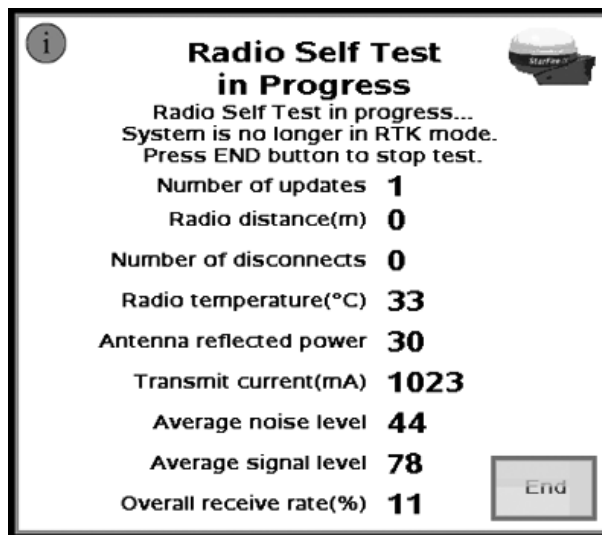 i
Radio Self Test
in Progress
StarFire
Radio Self Test in progress...
System is no longer in RTK mode.
Press END button to stop test.
Number of updates 1
Radio distance(m) 0
Number of disconnects 0
Radio temperature(°C) 33
Antenna reflected power 30
Transmit current(mA) 1023
Average noise level 44
Average signal level 78
Overall receive rate(%) 11
End